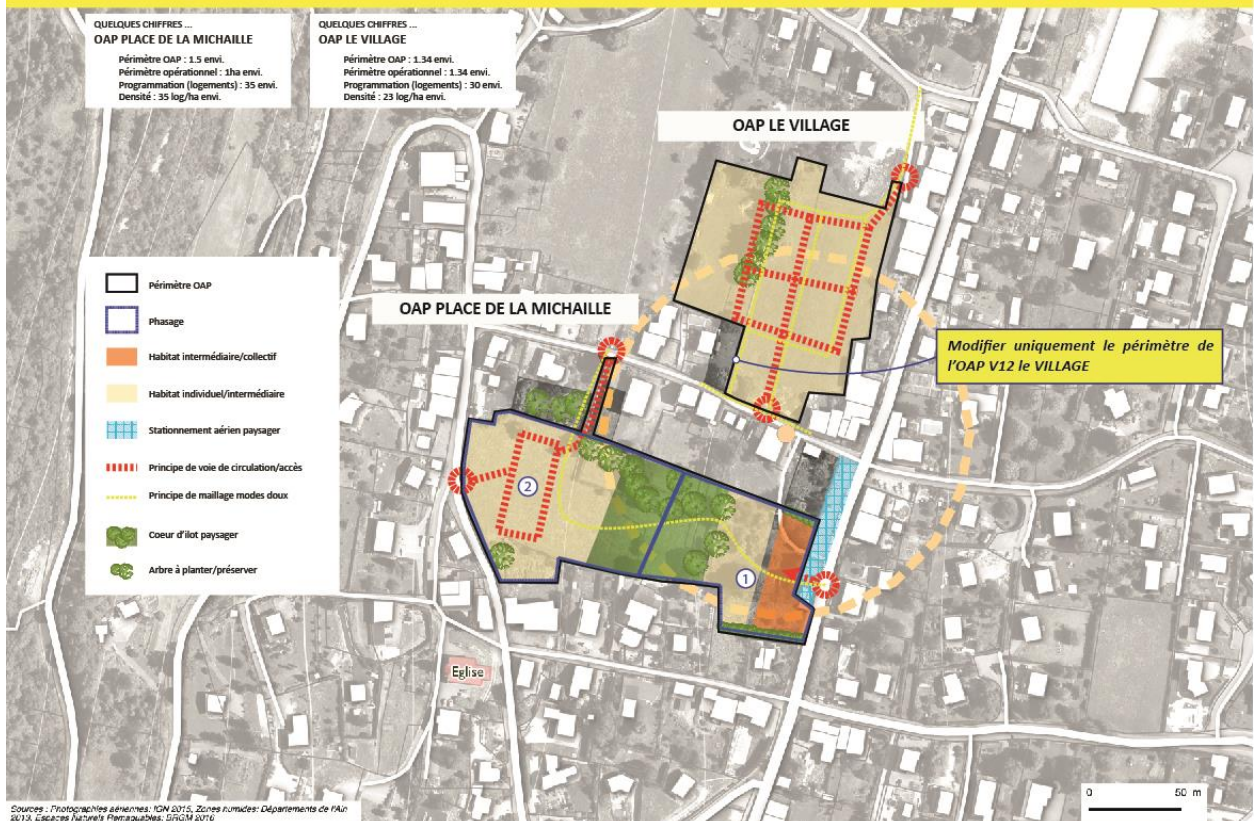 QUELQUES CHIFFRES ...
OAP PLACE DE LA MICHAILLE
Périmètre OAP : 1.5 envi.
Périmètre opérationnel : 1ha envi.
Programmation (logements) : 35 envi.
Densité : 35 log/ha envi.
QUELQUES CHIFFRES ...
OAP LE VILLAGE
Périmètre OAP : 1.34 envi.
Périmètre opérationnel : 1.34 envi.
Programmation (logements) : 30 envi.
Densité : 23 log/ha envi.
OAP LE VILLAGE
OAP PLACE DE LA MICHAILLE
Modifier uniquement le périmètre de
l'OAP V12 le VILLAGE
Périmètre OAP
Phasage
Habitat intermédiaire/collectif
Habitat individuel/intermédiaire
Stationnement aérien paysager
Principe de voie de circulation/accès
Principe de maillage modes doux
Coeur d'ilot paysager
Arbre à planter/préserver
2
1
Eglise
0 50 m
Sources : Photographies aériennes: IGN 2015, Zones humides: Départements de l'Ain
2013, Espaces Naturels Remarquables: BRGM 2016